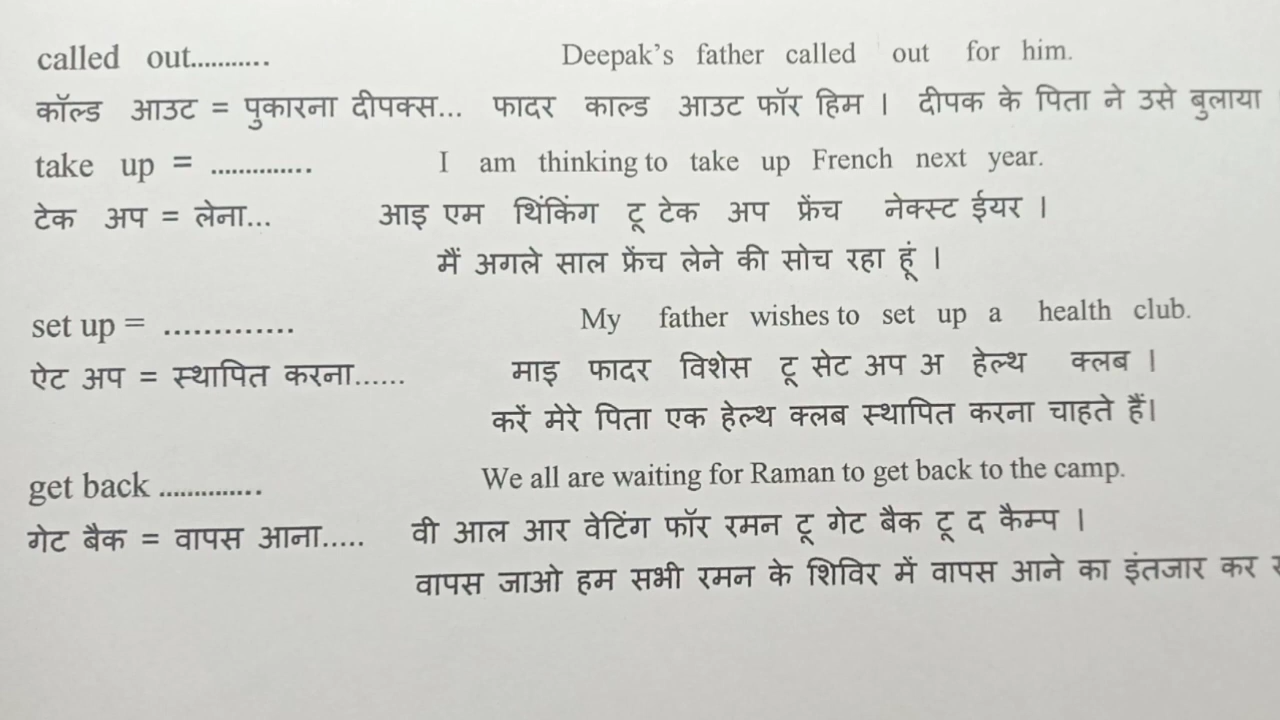 called out........... Deepak's father called out for him.
कॉल्ड आउट = पुकारना दीपक्स... फादर काल्ड आउट फॉर हिम । दीपक के पिता ने उसे बुलाया
take up = .............. I am thinking to take up French next year.
टेक अप = लेना... आइ एम थिंकिंग टू टेक अप फ्रेंच नेक्स्ट ईयर ।
मैं अगले साल फ्रेंच लेने की सोच रहा हूं ।
set up = ............. My father wishes to set up a health club.
ऐट अप = स्थापित करना...... माइ फादर विशेस टू सेट अप अ हेल्थ क्लब ।
करें मेरे पिता एक हेल्थ क्लब स्थापित करना चाहते हैं।
get back .............. We all are waiting for Raman to get back to the camp.
गेट बैक = वापस आना..... वी आल आर वेटिंग फॉर रमन टू गेट बैक टू द कैम्प ।
वापस जाओ हम सभी रमन के शिविर में वापस आने का इंतजार कर